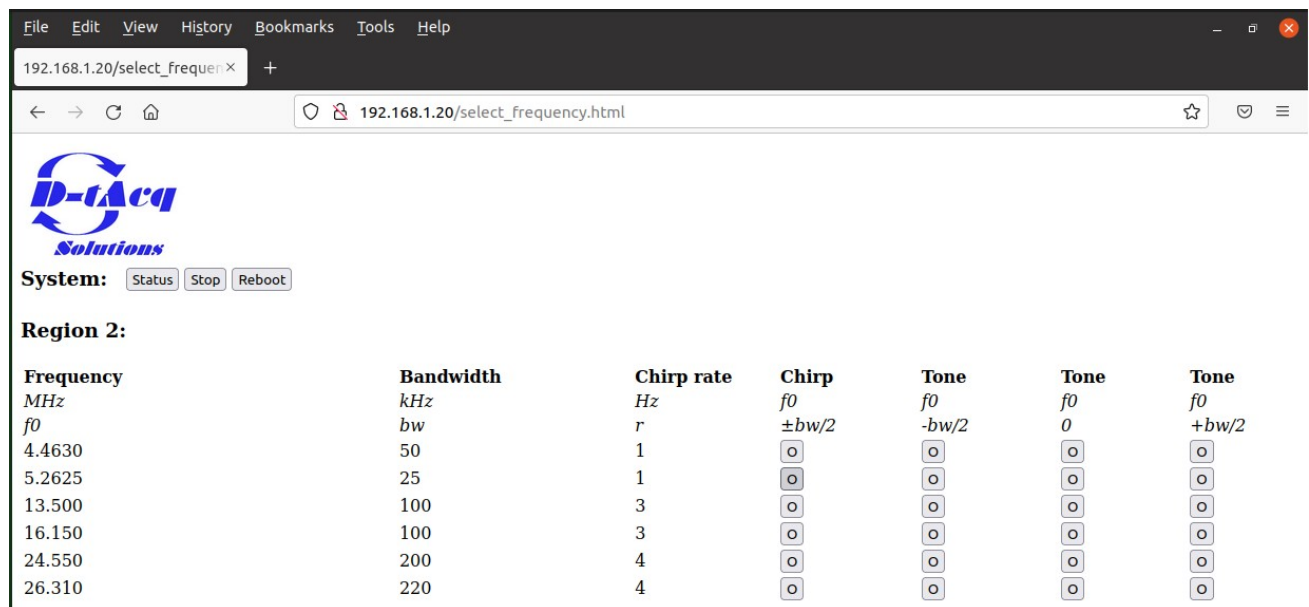 File Edit View History Bookmarks Tools Help
192.168.1.20/select_frequen
192.168.1.20/select_frequency.html
D-tAcq
Solutions
System: Status Stop Reboot
Region 2:
Frequency Bandwidth Chirp rate Chirp Tone Tone Tone
MHz kHz Hz f0 f0 f0 f0
f0 bw r ±bw/2 -bw/2 0 +bw/2
4.4630 50 1 O O O O
5.2625 25 1 O O O O
13.500 100 3 O O O O
16.150 100 3 O O O O
24.550 200 4 O O O O
26.310 220 4 O O O O